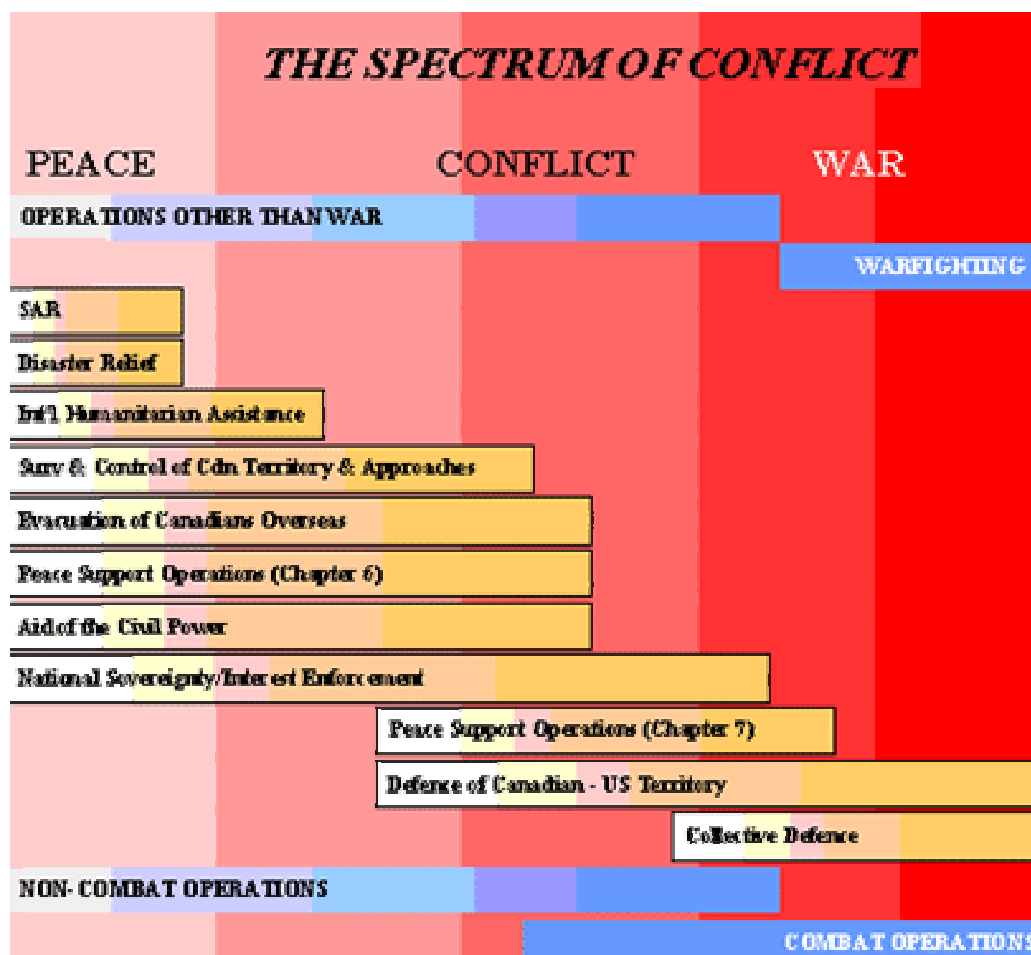 THE SPECTRUM OF CONFLICT
PEACE CONFLICT WAR
OPERATIONS OTHER THAN WAR
WARFIGHTING
SAR
Disaster Relief
Int'l Humanitarian Assistance
Surv & Control of Cdn Territory & Approaches
Evacuation of Canadians Overseas
Peace Support Operations (Chapter 6)
Aid of the Civil Power
National Sovereignty/Interest Enforcement
Peace Support Operations (Chapter 7)
Defence of Canadian - US Territory
Collective Defence
NON-COMBAT OPERATIONS
COMBAT OPERATIONS